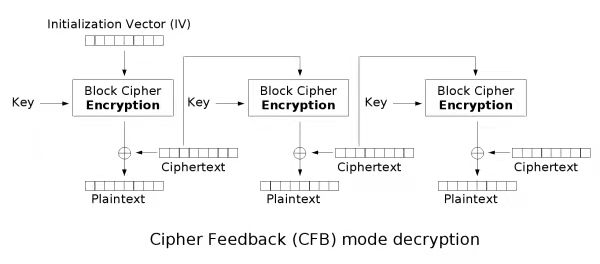 Initialization Vector (IV)
Key
Block Cipher
Encryption
Key
Block Cipher
Encryption
Key
Block Cipher
Encryption
Ciphertext
Ciphertext
Ciphertext
Plaintext
Plaintext
Plaintext
Cipher Feedback (CFB) mode decryption